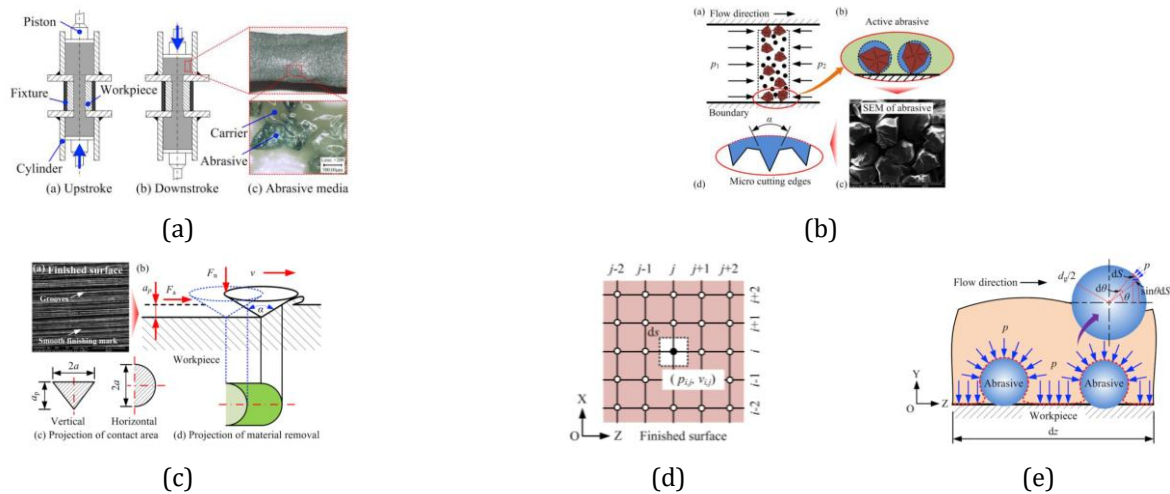 Piston
Fixture
Workpiece
Carrier
Abrasive
Cylinder
(a) Upstroke
(b) Downstroke
(c) Abrasive media
(a)
(a)
Flow direction
(b)
Active abrasive
p1
p2
Boundary
α
SEM of abrasive
(d)
Micro cutting edges
(c)
(b)
(a) Finished surface
Grooves
Smooth finishing mark
(b)
Fn
v
ap
α
Workpiece
2a
ap
2a
Vertical
Horizontal
(c) Projection of contact area
(d) Projection of material removal
(c)
j-2 j-1 j j+1 j+2
i+2
i+1
i
i-1
i-2
ds
(pi,j, vi,j)
X
O
Z
Finished surface
(d)
Flow direction
dS
p
dθ
θ
sinθdS
p
p
p
Abrasive
Abrasive
Y
O
Z
Workpiece
dz
(e)